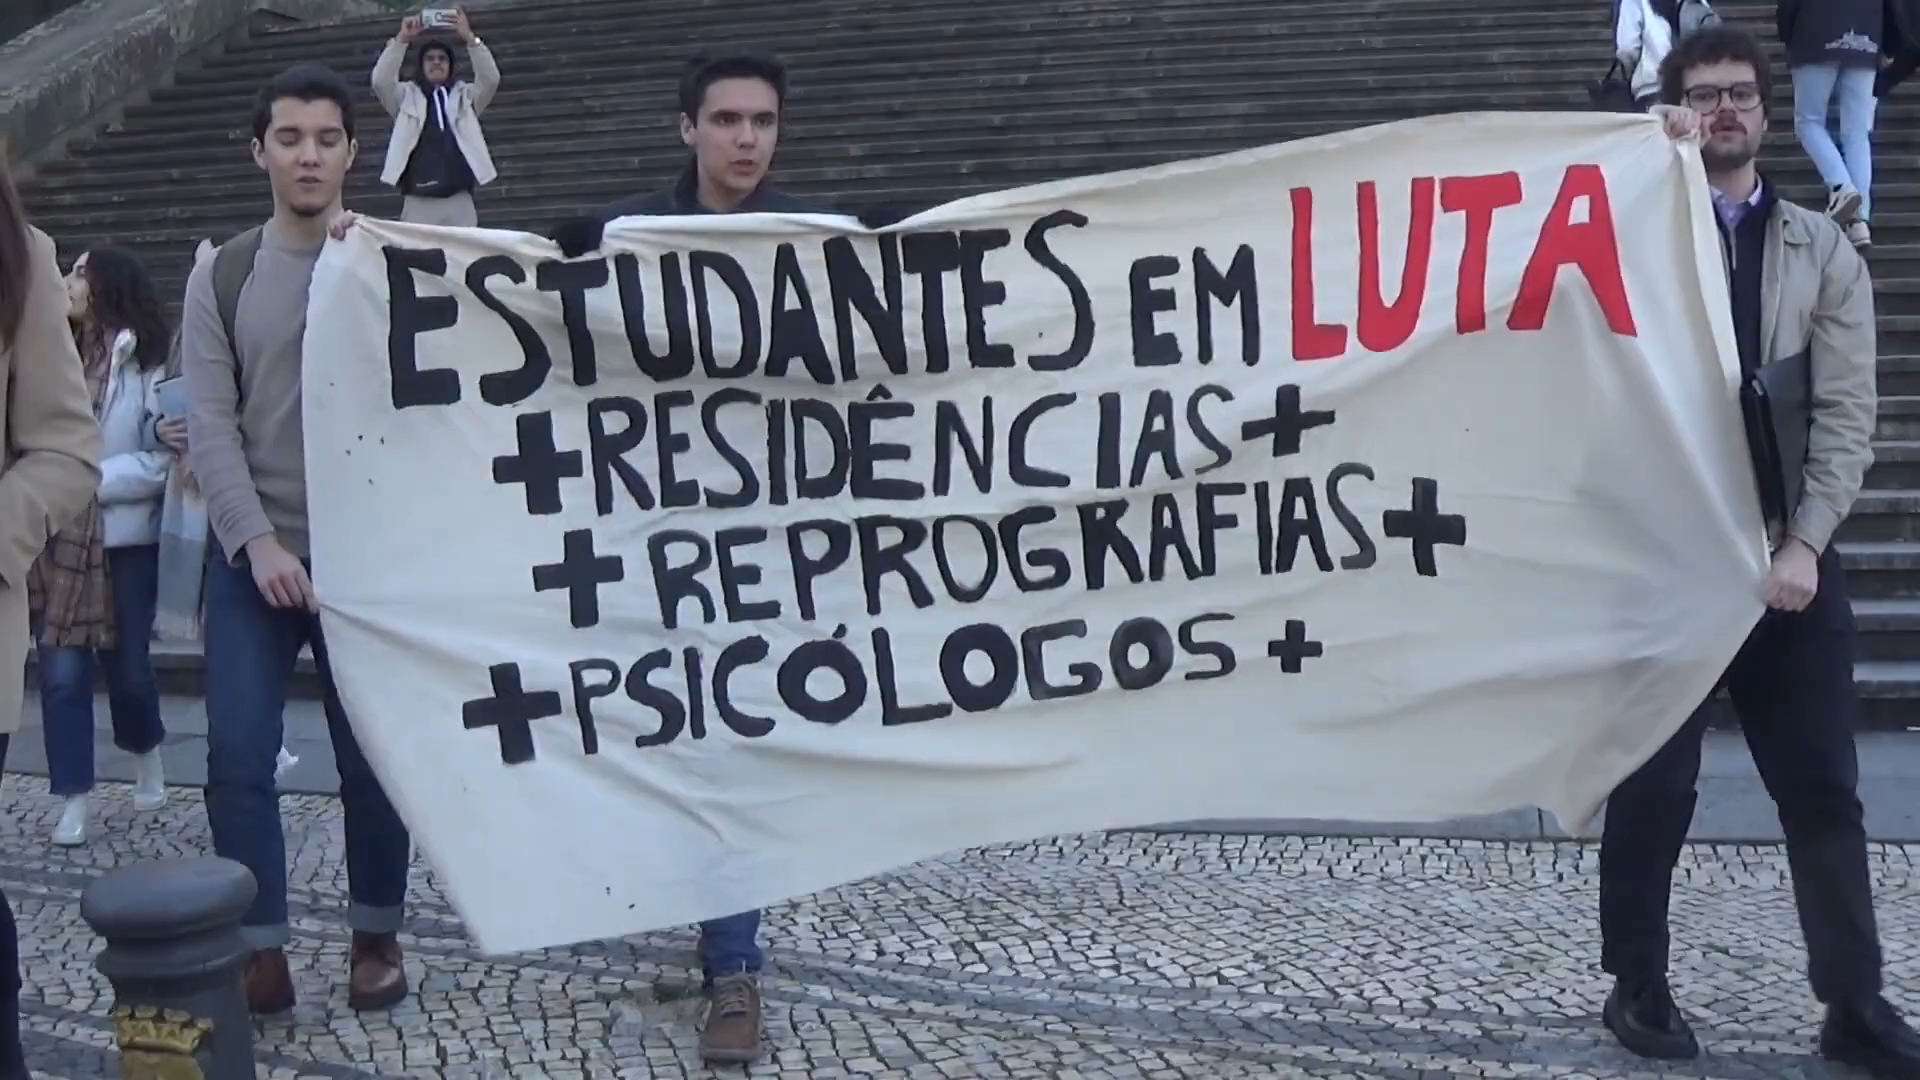 ESTUDANTES EM LUTA
+RESIDÊNCIAS+
+REPROGRAFIAS+
+PSICÓLOGOS+